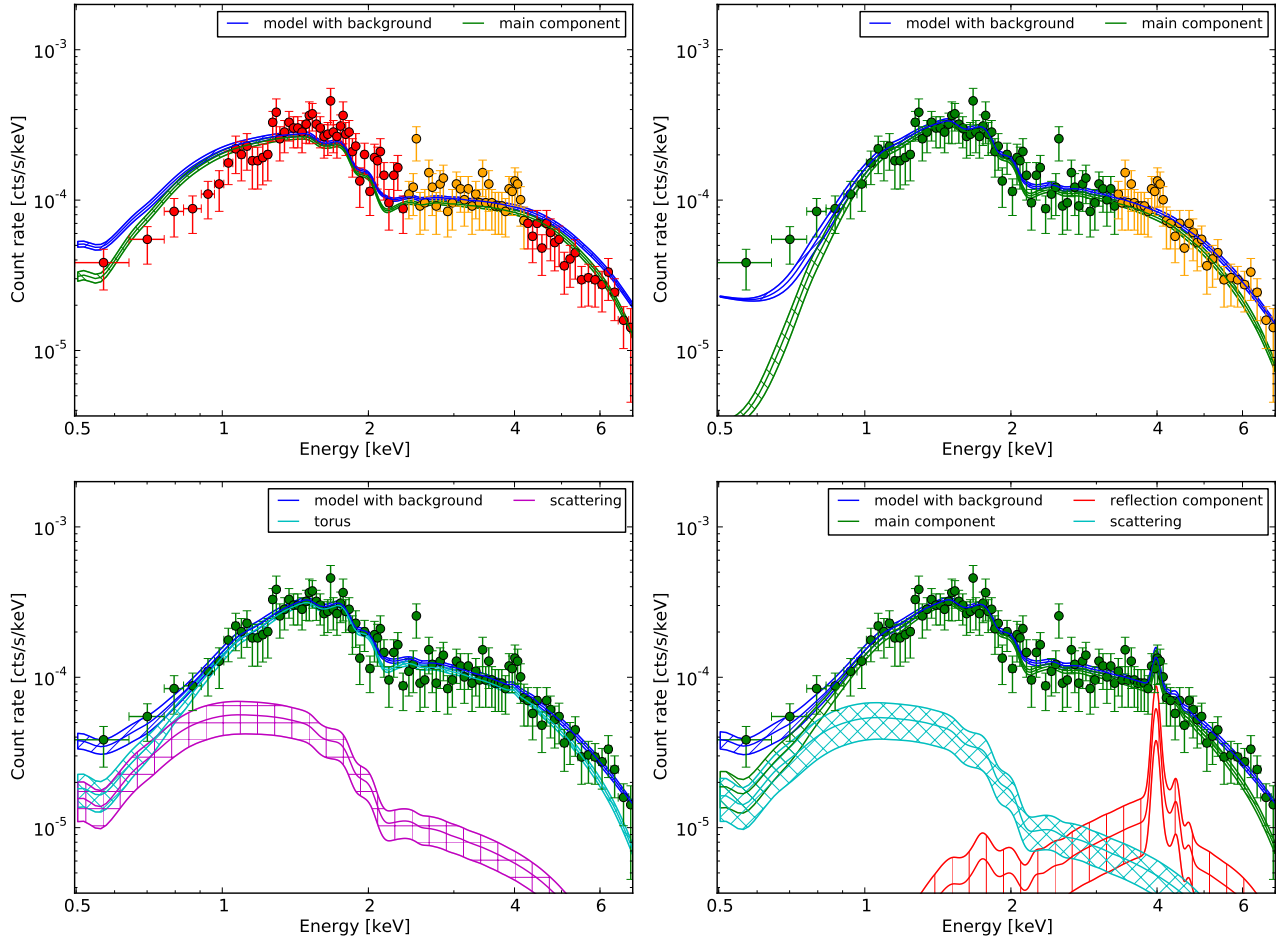 model with background main component
10⁻³
10⁻⁴
10⁻⁵
Count rate [cts/s/keV]
0.5 1 2 4 6
Energy [keV]
model with background main component
10⁻³
10⁻⁴
10⁻⁵
Count rate [cts/s/keV]
0.5 1 2 4 6
Energy [keV]
model with background scattering
torus
10⁻³
10⁻⁴
10⁻⁵
Count rate [cts/s/keV]
0.5 1 2 4 6
Energy [keV]
model with background reflection component
main component scattering
10⁻³
10⁻⁴
10⁻⁵
Count rate [cts/s/keV]
0.5 1 2 4 6
Energy [keV]